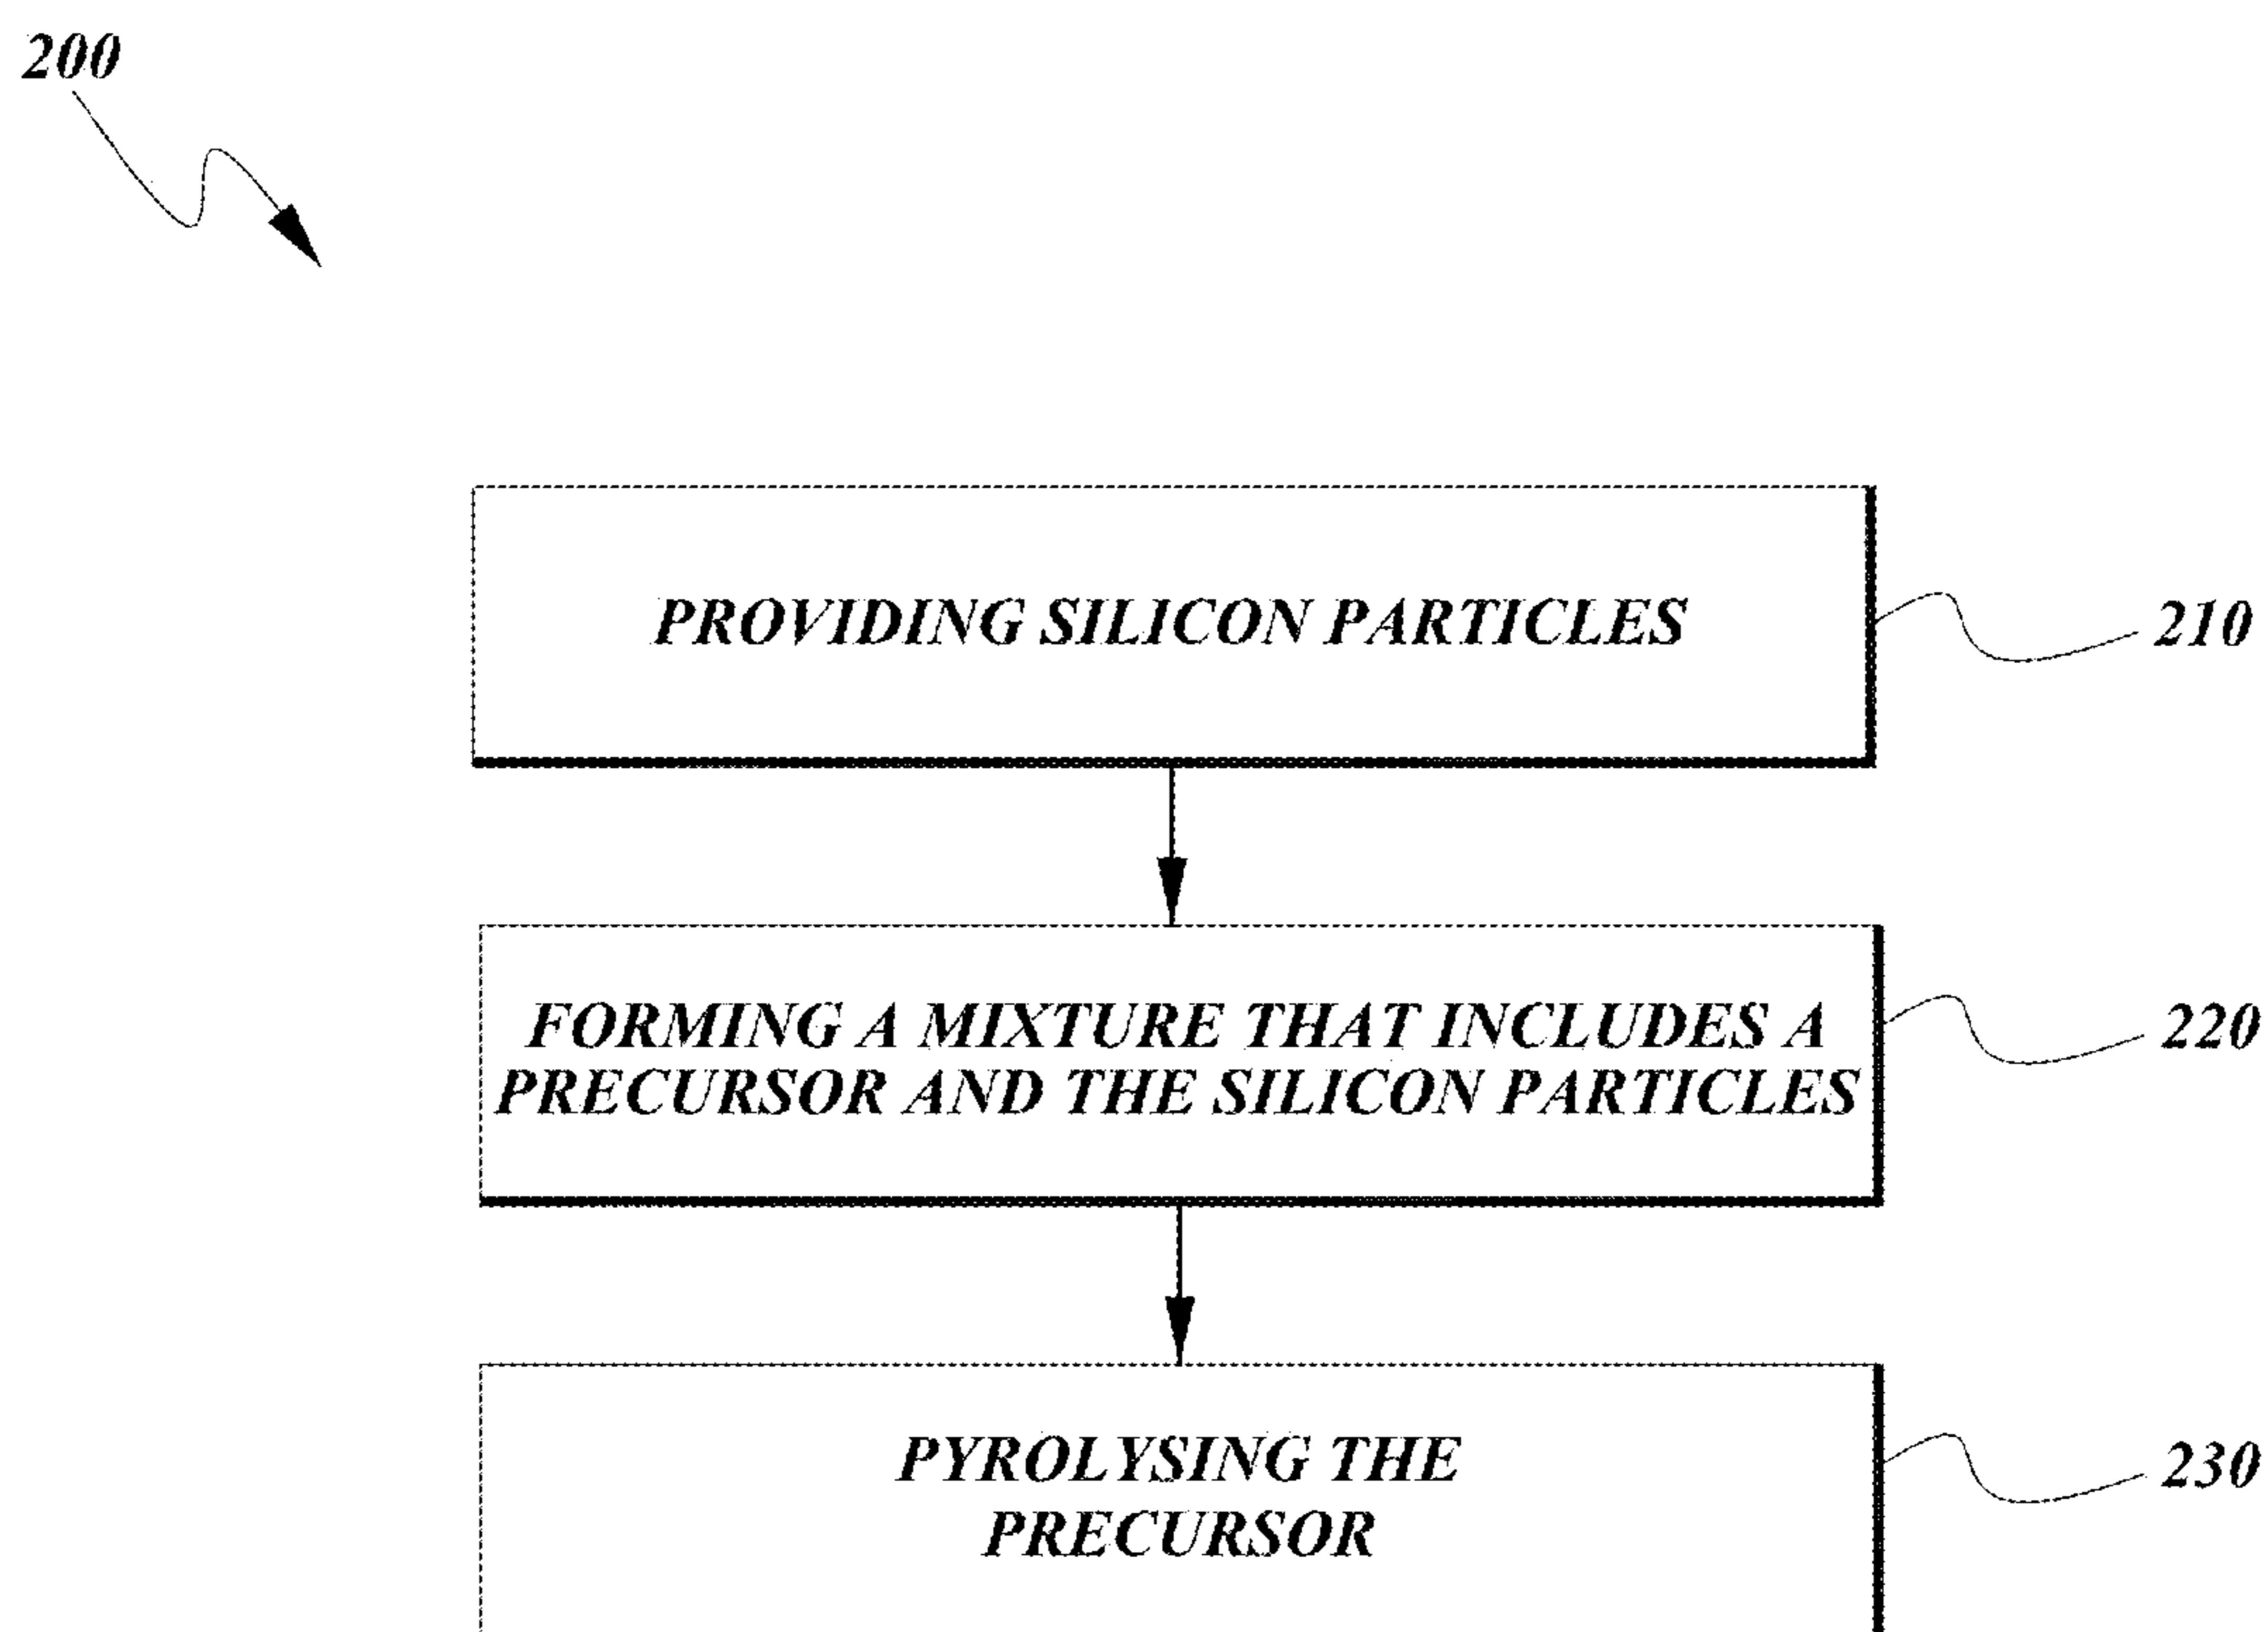 200
PROVIDING SILICON PARTICLES
210
FORMING A MIXTURE THAT INCLUDES A
PRECURSOR AND THE SILICON PARTICLES
220
PYROLYSING THE
PRECURSOR
230